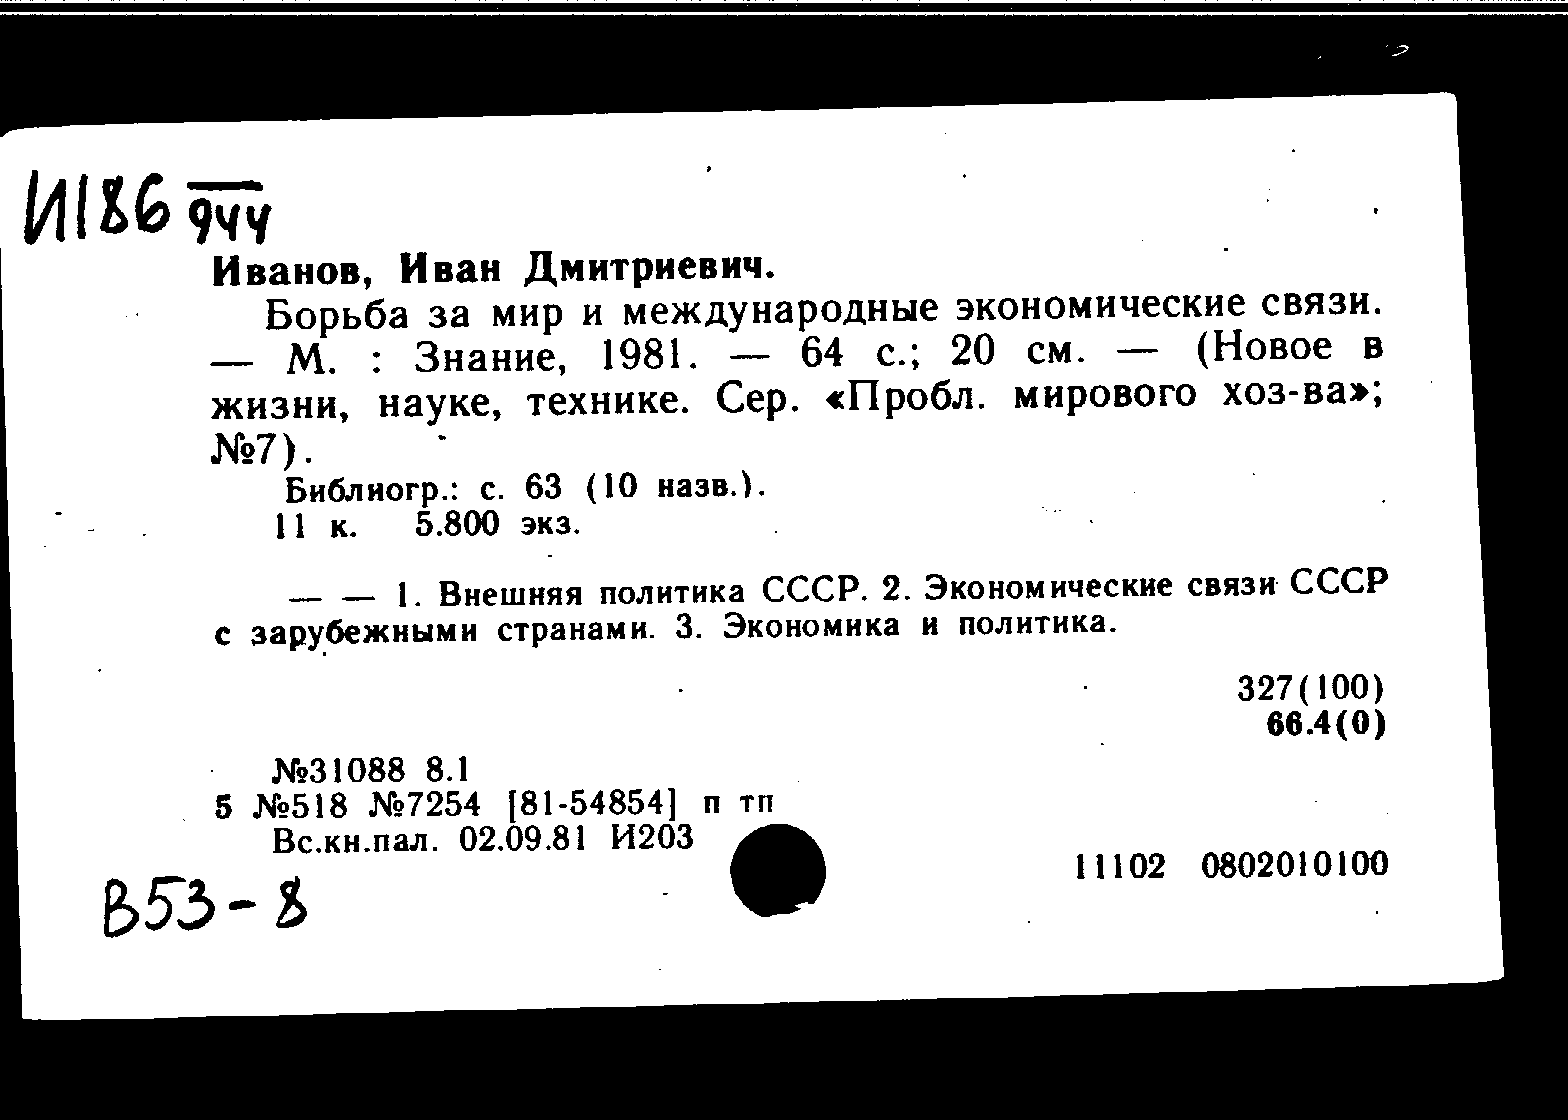 И186 944
Иванов, Иван Дмитриевич.
Борьба за мир и международные экономические связи.
— М. : Знание, 1981. — 64 с.; 20 см. — (Новое в
жизни, науке, технике. Сер. «Пробл. мирового хоз-ва»;
№7).
Библиогр.: с. 63 (10 назв.).
11 к. 5.800 экз.
— — 1. Внешняя политика СССР. 2. Экономические связи СССР
с зарубежными странами. 3. Экономика и политика.
327(100)
66.4(0)
№31088 8.1
5 №518 №7254 [81-54854] п тп
Вс.кн.пал. 02.09.81 И203
11102 0802010100
В53-8